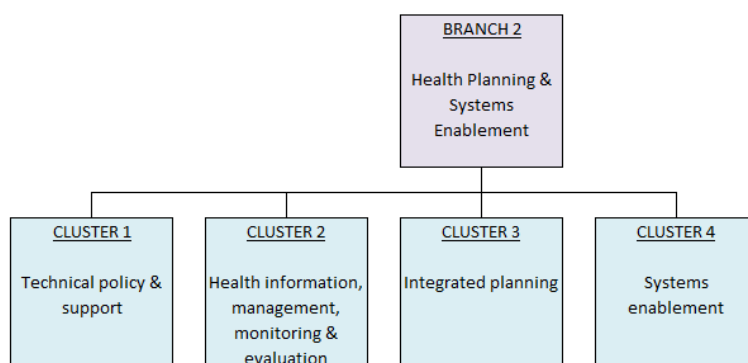 BRANCH 2
Health Planning &
Systems
Enablement
CLUSTER 1
Technical policy &
support
CLUSTER 2
Health information,
management,
monitoring &
evaluation
CLUSTER 3
Integrated planning
CLUSTER 4
Systems
enablement